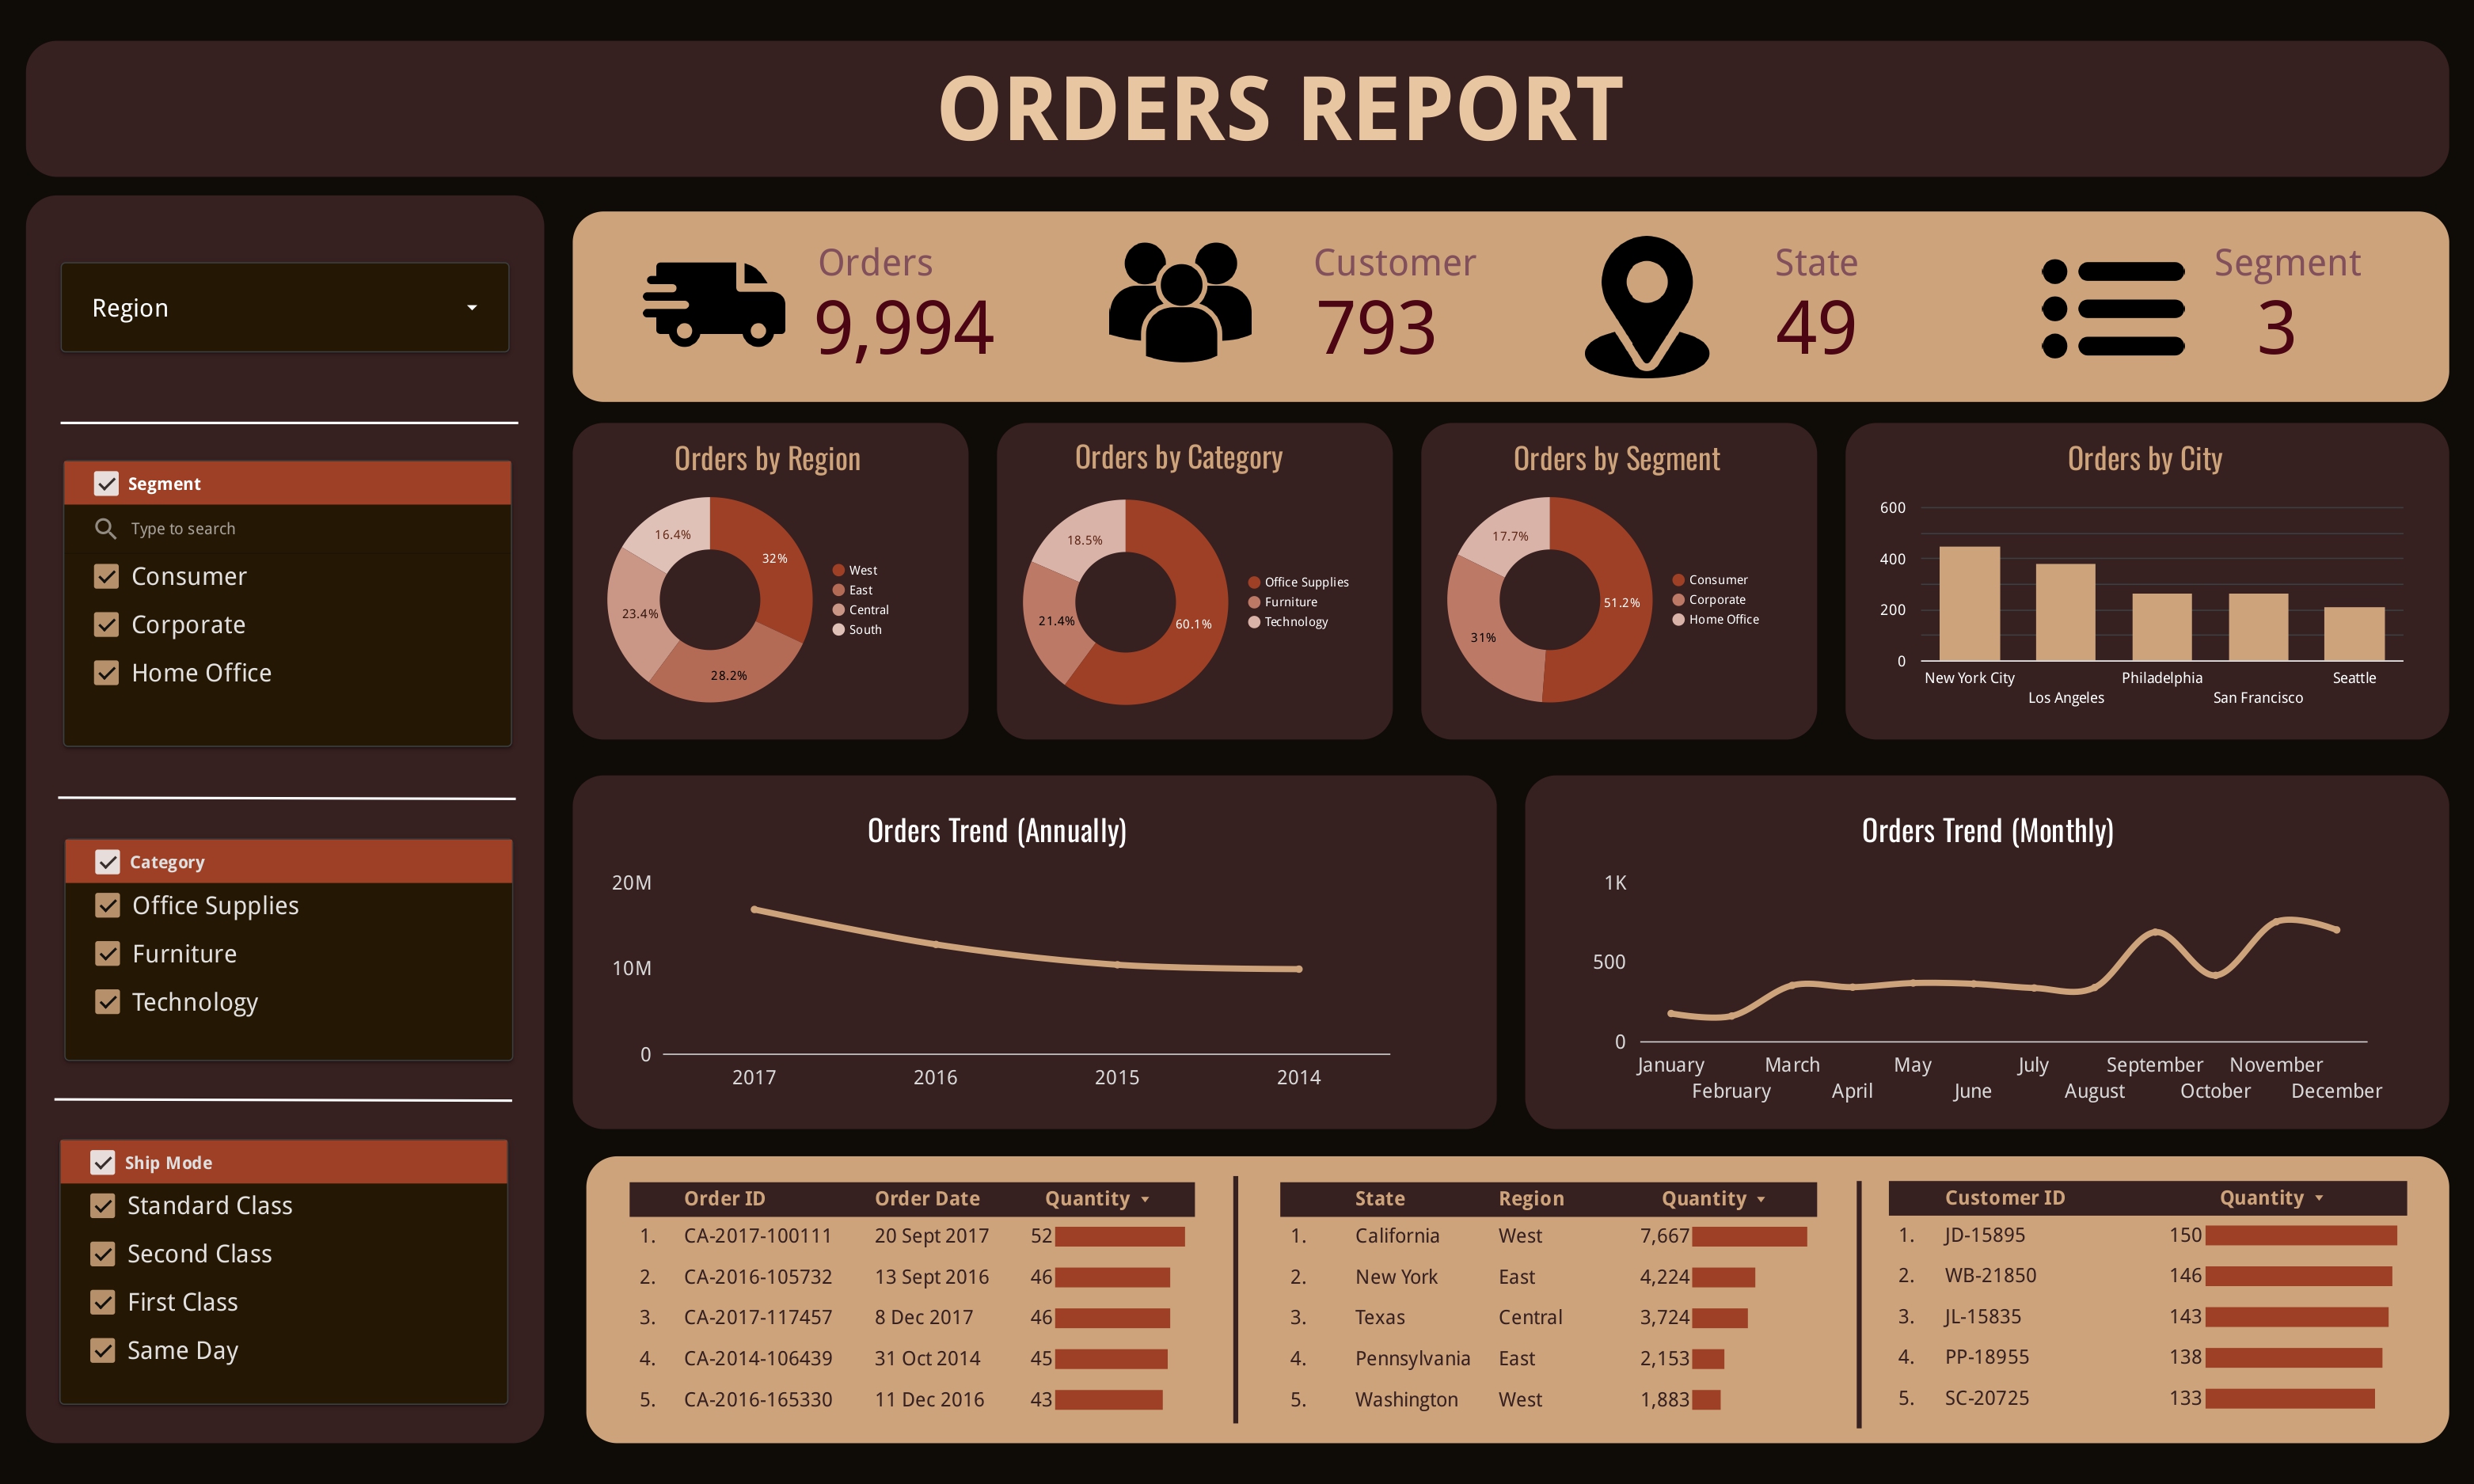 ORDERS REPORT
Region
Segment
Type to search
Consumer
Corporate
Home Office
Category
Office Supplies
Furniture
Technology
Ship Mode
Standard Class
Second Class
First Class
Same Day
Orders
9,994
Customer
793
State
49
Segment
3
Orders by Region
16.4%
32%
23.4%
28.2%
West
East
Central
South
Orders by Category
18.5%
21.4%
60.1%
Office Supplies
Furniture
Technology
Orders by Segment
17.7%
51.2%
31%
Consumer
Corporate
Home Office
Orders by City
600
400
200
0
New York City
Los Angeles
Philadelphia
San Francisco
Seattle
Orders Trend (Annually)
20M
10M
0
2017 2016 2015 2014
Orders Trend (Monthly)
1K
500
0
January March May July September November
February April June August October December
Order ID Order Date Quantity
1. CA-2017-100111 20 Sept 2017 52
2. CA-2016-105732 13 Sept 2016 46
3. CA-2017-117457 8 Dec 2017 46
4. CA-2014-106439 31 Oct 2014 45
5. CA-2016-165330 11 Dec 2016 43
State Region Quantity
1. California West 7,667
2. New York East 4,224
3. Texas Central 3,724
4. Pennsylvania East 2,153
5. Washington West 1,883
Customer ID Quantity
1. JD-15895 150
2. WB-21850 146
3. JL-15835 143
4. PP-18955 138
5. SC-20725 133